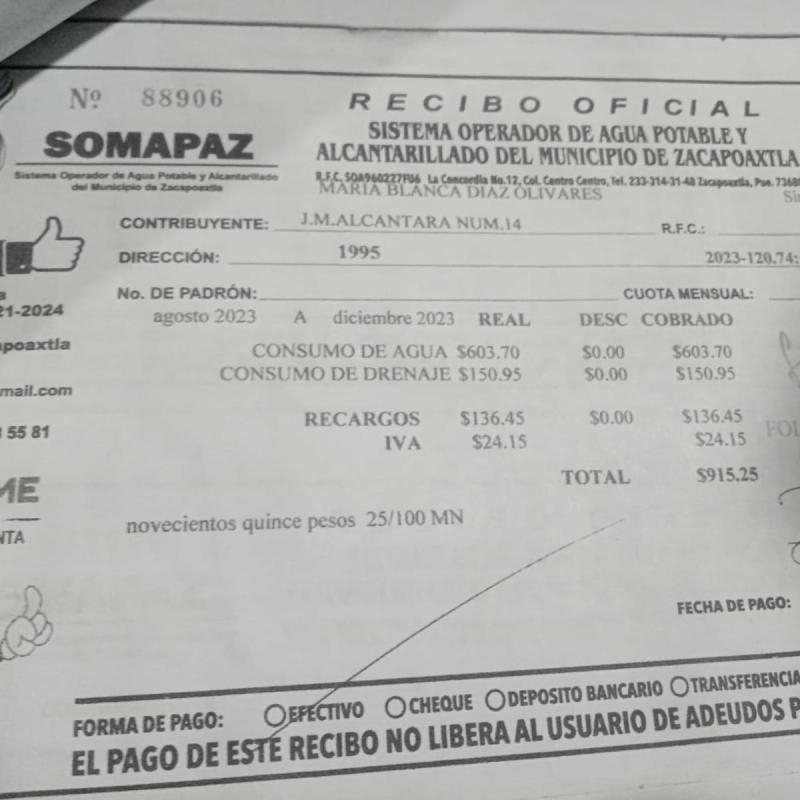 Nº 88906
RECIBO OFICIAL
SOMAPAZ
Sistema Operador de Agua Potable y Alcantarillado
del Municipio de Zacapoaxtla
SISTEMA OPERADOR DE AGUA POTABLE Y
ALCANTARILLADO DEL MUNICIPIO DE ZACAPOAXTLA
R.F.C. SOA960227FU6 La Concordia No.12, Col. Centro Centro, Tel. 233-314-31-48 Zacapoaxtla, Pue. 7368
MARIA BLANCA DIAZ OLIVARES
CONTRIBUYENTE: J.M.ALCANTARA NUM.14 R.F.C.:
DIRECCIÓN: 1995 2023-120.74:
No. DE PADRÓN: CUOTA MENSUAL:
21-2024
agosto 2023 A diciembre 2023 REAL DESC COBRADO
poaxtla
CONSUMO DE AGUA $603.70 $0.00 $603.70
CONSUMO DE DRENAJE $150.95 $0.00 $150.95
mail.com
RECARGOS $136.45 $0.00 $136.45
55 81
IVA $24.15 $24.15
FOL
TOTAL $915.25
ME
NTA
novecientos quince pesos 25/100 MN
FECHA DE PAGO:
FORMA DE PAGO: EFECTIVO CHEQUE DEPOSITO BANCARIO TRANSFERENCIA
EL PAGO DE ESTE RECIBO NO LIBERA AL USUARIO DE ADEUDOS P